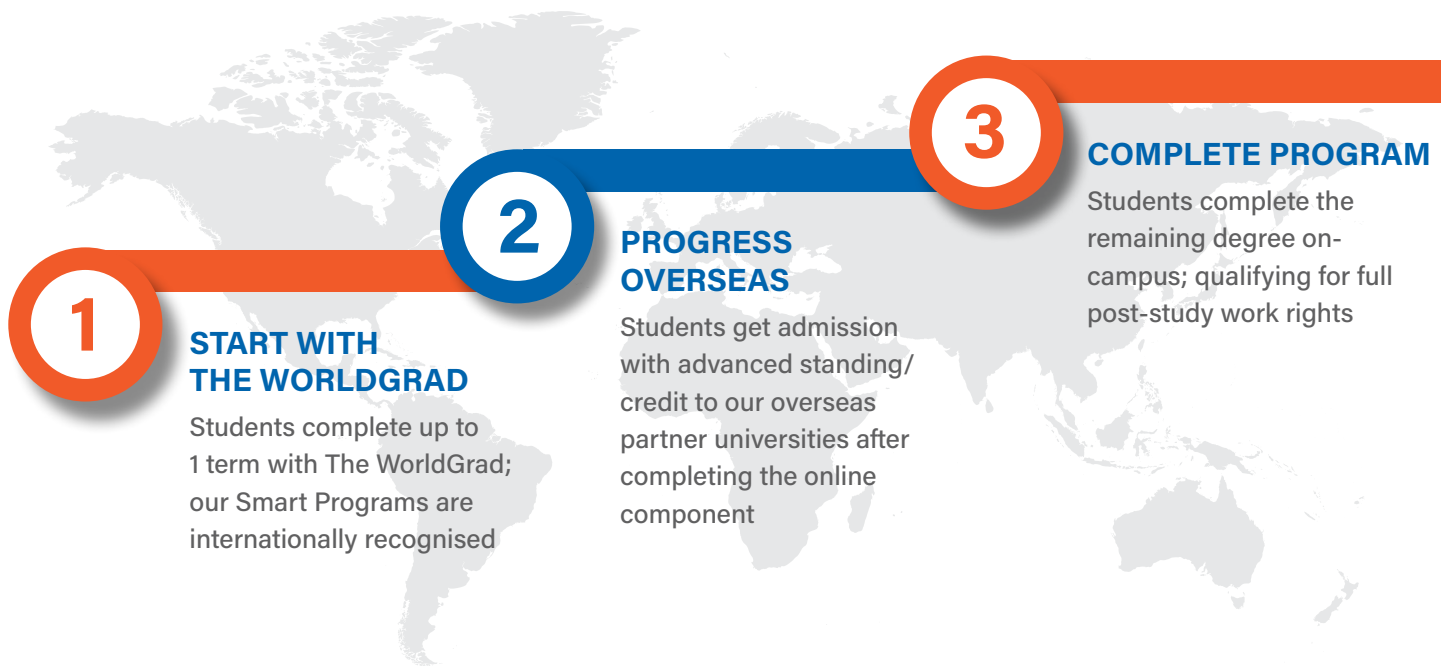 1
START WITH
THE WORLDGRAD
Students complete up to
1 term with The WorldGrad;
our Smart Programs are
internationally recognised
2
PROGRESS
OVERSEAS
Students get admission
with advanced standing/
credit to our overseas
partner universities after
completing the online
component
3
COMPLETE PROGRAM
Students complete the
remaining degree on-
campus; qualifying for full
post-study work rights